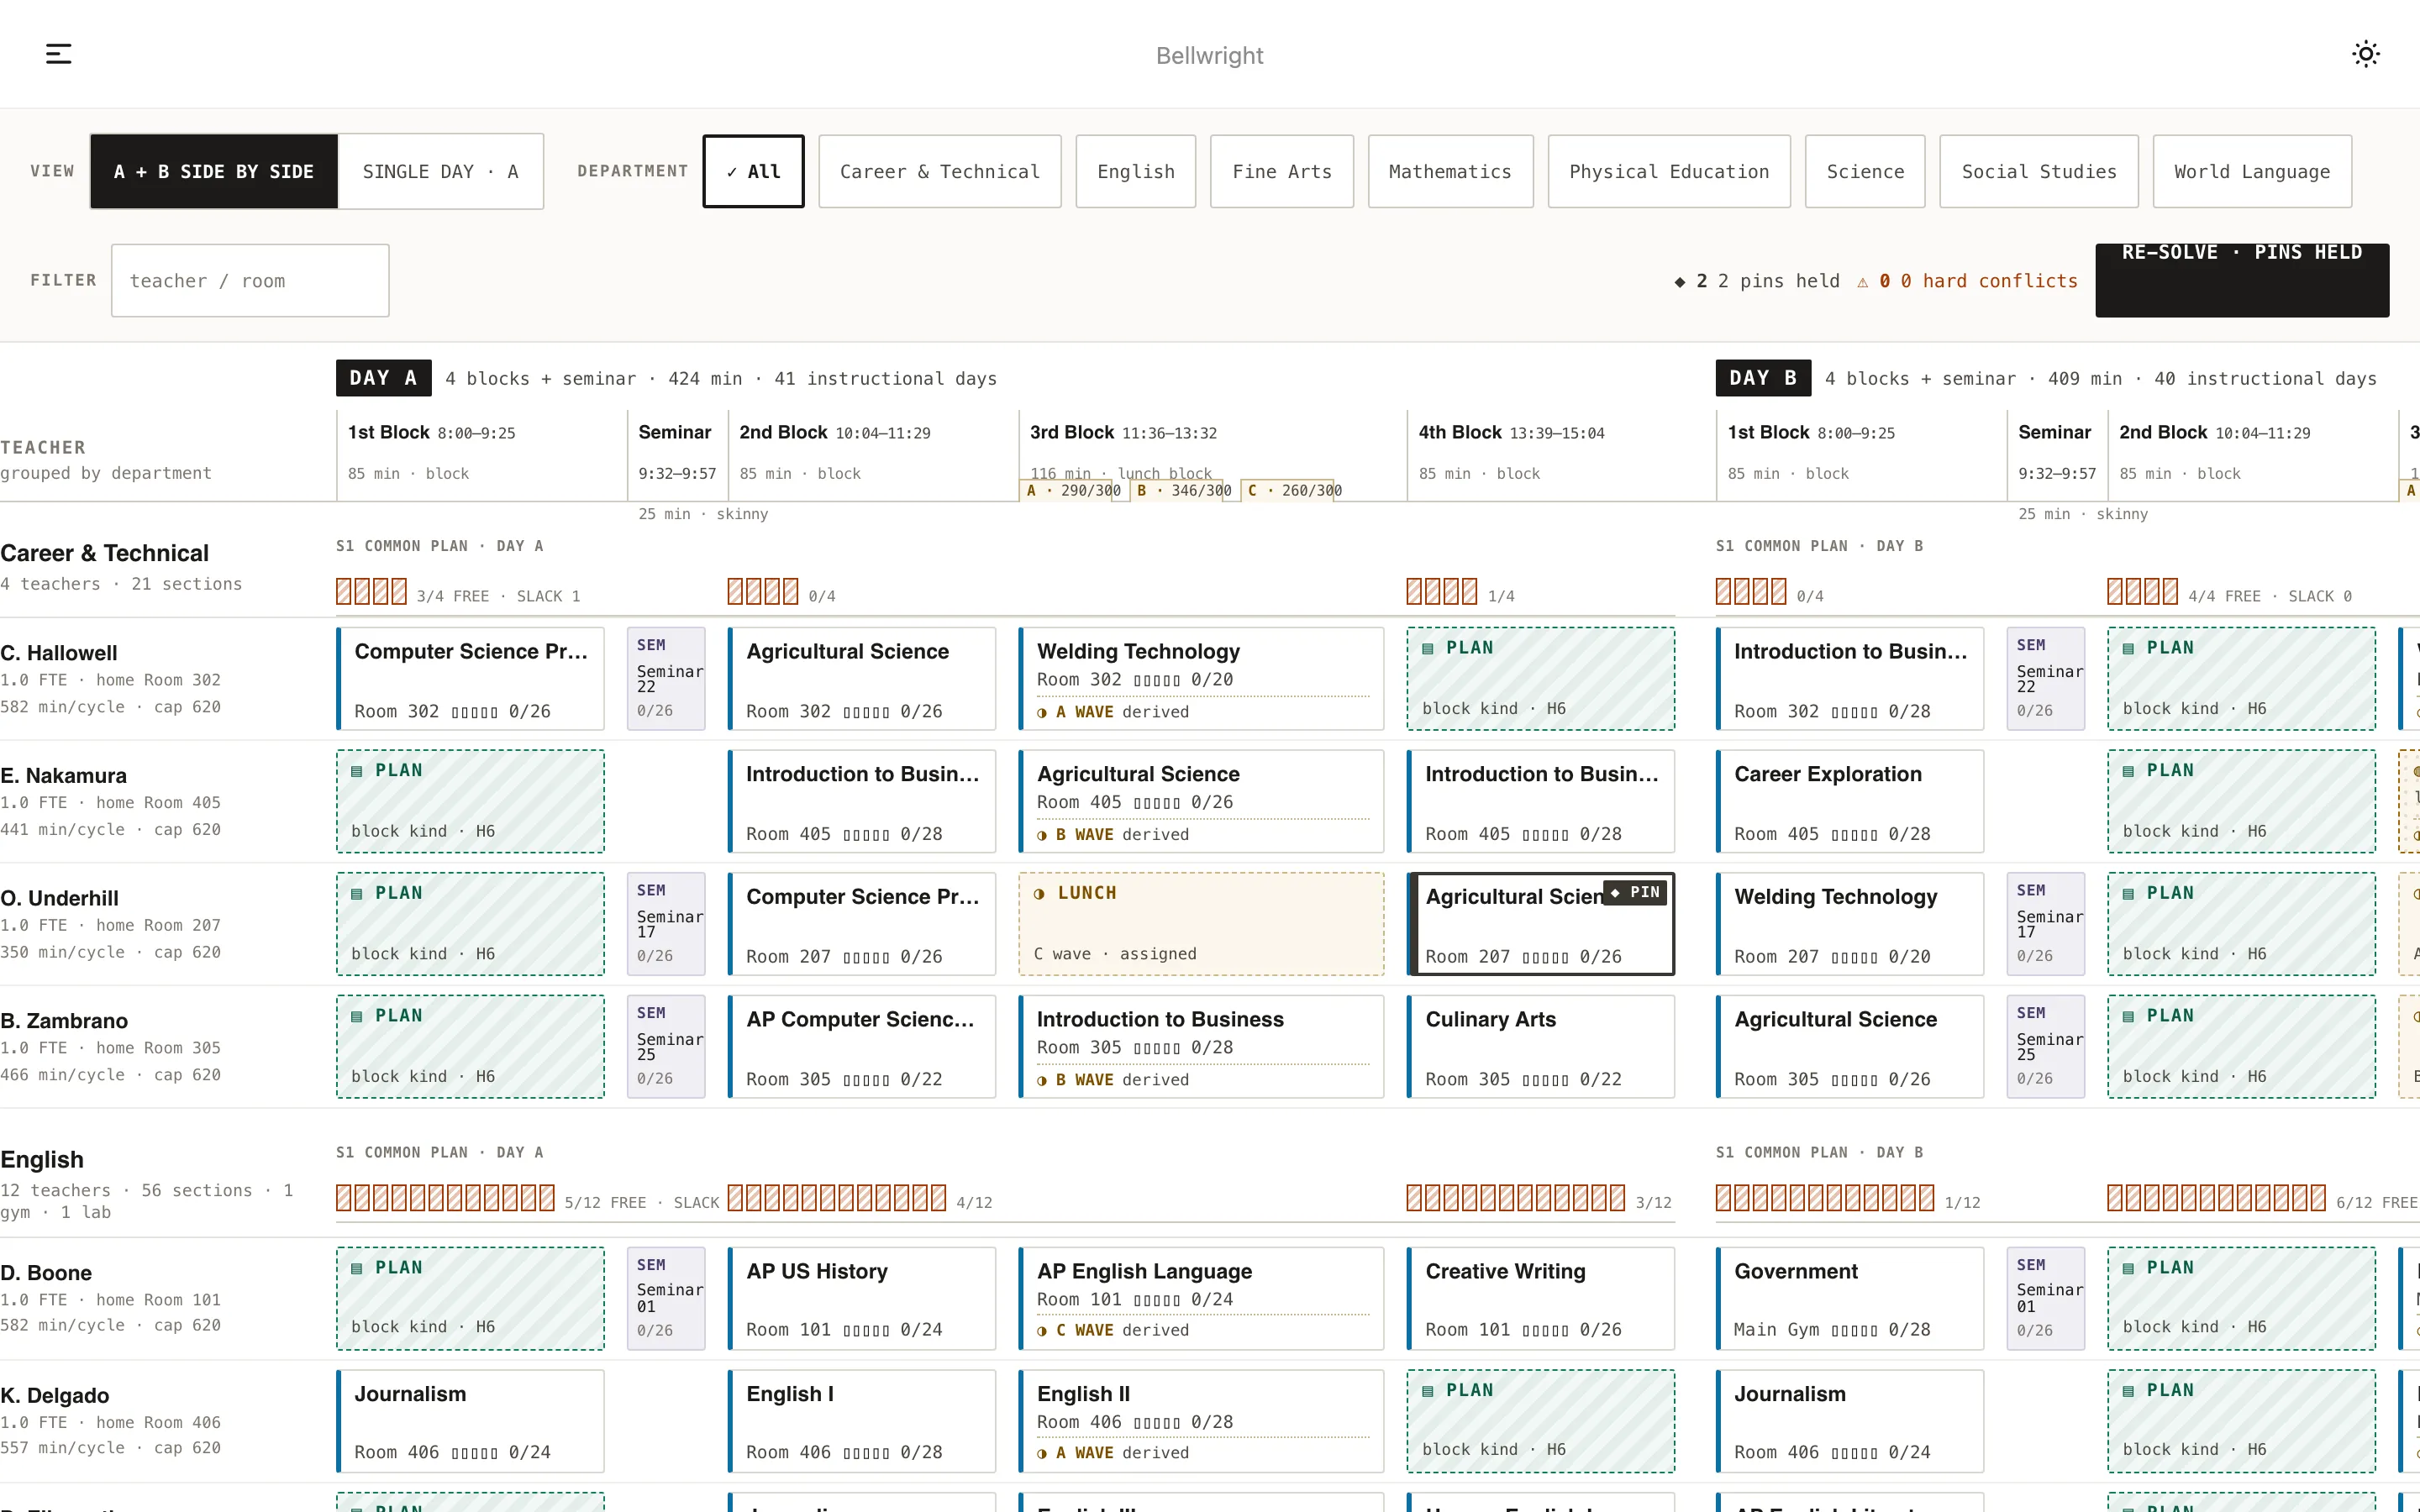 Bellwright
VIEW A + B SIDE BY SIDE SINGLE DAY · A DEPARTMENT ✓ All Career & Technical English Fine Arts Mathematics Physical Education Science Social Studies World Language
FILTER teacher / room ◆ 2 2 pins held ⚠ 0 0 hard conflicts RE-SOLVE · PINS HELD
DAY A 4 blocks + seminar · 424 min · 41 instructional days DAY B 4 blocks + seminar · 409 min · 40 instructional days
1st Block 8:00–9:25 Seminar 2nd Block 10:04–11:29 3rd Block 11:36–13:32 4th Block 13:39–15:04 1st Block 8:00–9:25 Seminar 2nd Block 10:04–11:29 3
TEACHER
grouped by department 85 min · block 9:32–9:57 85 min · block 116 min · lunch block 85 min · block 85 min · block 9:32–9:57 85 min · block 1
A · 290/300 B · 346/300 C · 260/300 A
25 min · skinny 25 min · skinny
Career & Technical S1 COMMON PLAN · DAY A S1 COMMON PLAN · DAY B
4 teachers · 21 sections 3/4 FREE · SLACK 1 0/4 1/4 0/4 4/4 FREE · SLACK 0
C. Hallowell Computer Science Pr… SEM Agricultural Science Welding Technology PLAN Introduction to Busin… SEM PLAN
1.0 FTE · home Room 302 Seminar 22 Room 302 0/20 Seminar 22
582 min/cycle · cap 620 Room 302 0/26 0/26 Room 302 0/26 A WAVE derived block kind · H6 Room 302 0/28 0/26 block kind · H6
E. Nakamura PLAN Introduction to Busin… Agricultural Science Introduction to Busin… Career Exploration PLAN
1.0 FTE · home Room 405 Room 405 0/26
441 min/cycle · cap 620 block kind · H6 Room 405 0/28 B WAVE derived Room 405 0/28 Room 405 0/28 block kind · H6
O. Underhill PLAN SEM Computer Science Pr… LUNCH Agricultural Scien ◆ PIN Welding Technology SEM PLAN
1.0 FTE · home Room 207 Seminar 17 Seminar 17
350 min/cycle · cap 620 block kind · H6 0/26 Room 207 0/26 C wave · assigned Room 207 0/26 Room 207 0/20 0/26 block kind · H6
B. Zambrano PLAN SEM AP Computer Scienc… Introduction to Business Culinary Arts Agricultural Science SEM PLAN
1.0 FTE · home Room 305 Seminar 25 Room 305 0/28 Seminar 25
466 min/cycle · cap 620 block kind · H6 0/26 Room 305 0/22 B WAVE derived Room 305 0/22 Room 305 0/26 0/26 block kind · H6
English S1 COMMON PLAN · DAY A S1 COMMON PLAN · DAY B
12 teachers · 56 sections · 1
gym · 1 lab 5/12 FREE · SLACK 4/12 3/12 1/12 6/12 FREE
D. Boone PLAN SEM AP US History AP English Language Creative Writing Government SEM PLAN
1.0 FTE · home Room 101 Seminar 01 Room 101 0/24 Seminar 01
582 min/cycle · cap 620 block kind · H6 0/26 Room 101 0/24 C WAVE derived Room 101 0/26 Main Gym 0/28 0/26 block kind · H6
K. Delgado Journalism English I English II PLAN Journalism PLAN
1.0 FTE · home Room 406 Room 406 0/28
557 min/cycle · cap 620 Room 406 0/24 Room 406 0/28 A WAVE derived block kind · H6 Room 406 0/24 block kind · H6